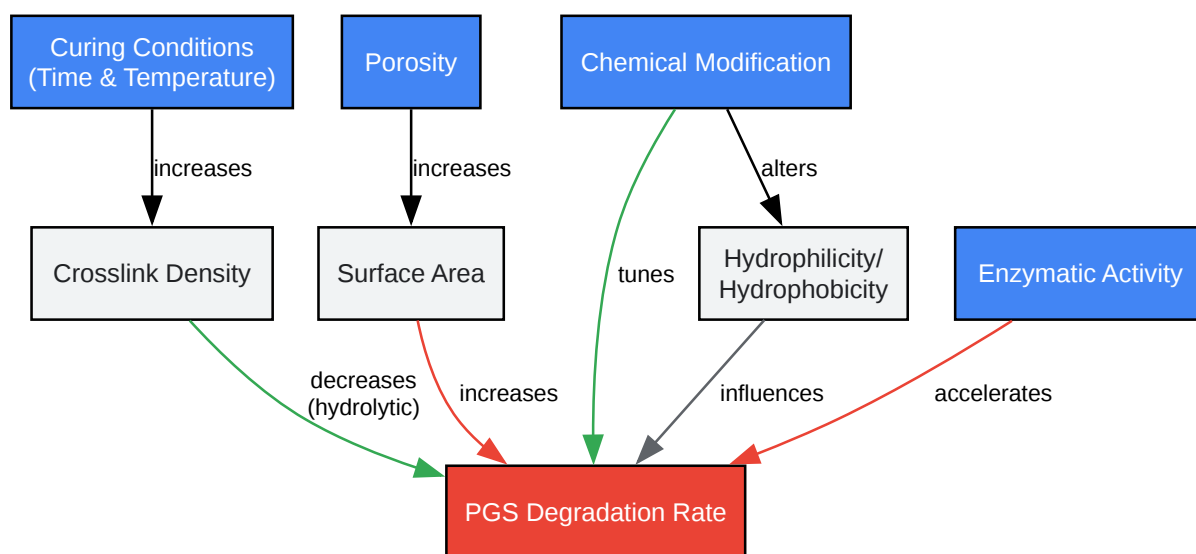 Curing Conditions
(Time & Temperature)
Porosity
Chemical Modification
increases
increases
alters
Crosslink Density
Surface Area
tunes
Hydrophilicity/
Hydrophobicity
Enzymatic Activity
decreases
(hydrolytic)
increases
influences
accelerates
PGS Degradation Rate